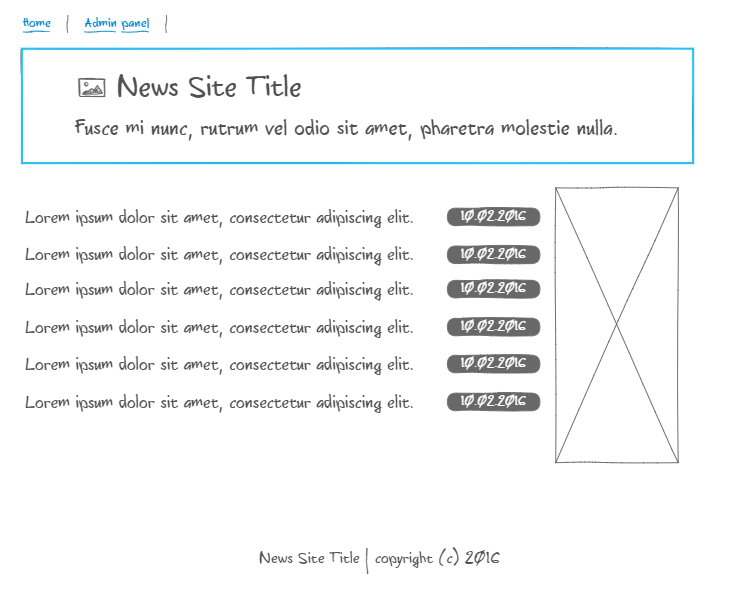 Home | Admin panel |
News Site Title
Fusce mi nunc, rutrum vel odio sit amet, pharetra molestie nulla.
Lorem ipsum dolor sit amet, consectetur adipiscing elit. 10.02.2016
Lorem ipsum dolor sit amet, consectetur adipiscing elit. 10.02.2016
Lorem ipsum dolor sit amet, consectetur adipiscing elit. 10.02.2016
Lorem ipsum dolor sit amet, consectetur adipiscing elit. 10.02.2016
Lorem ipsum dolor sit amet, consectetur adipiscing elit. 10.02.2016
Lorem ipsum dolor sit amet, consectetur adipiscing elit. 10.02.2016
News Site Title | copyright (c) 2016